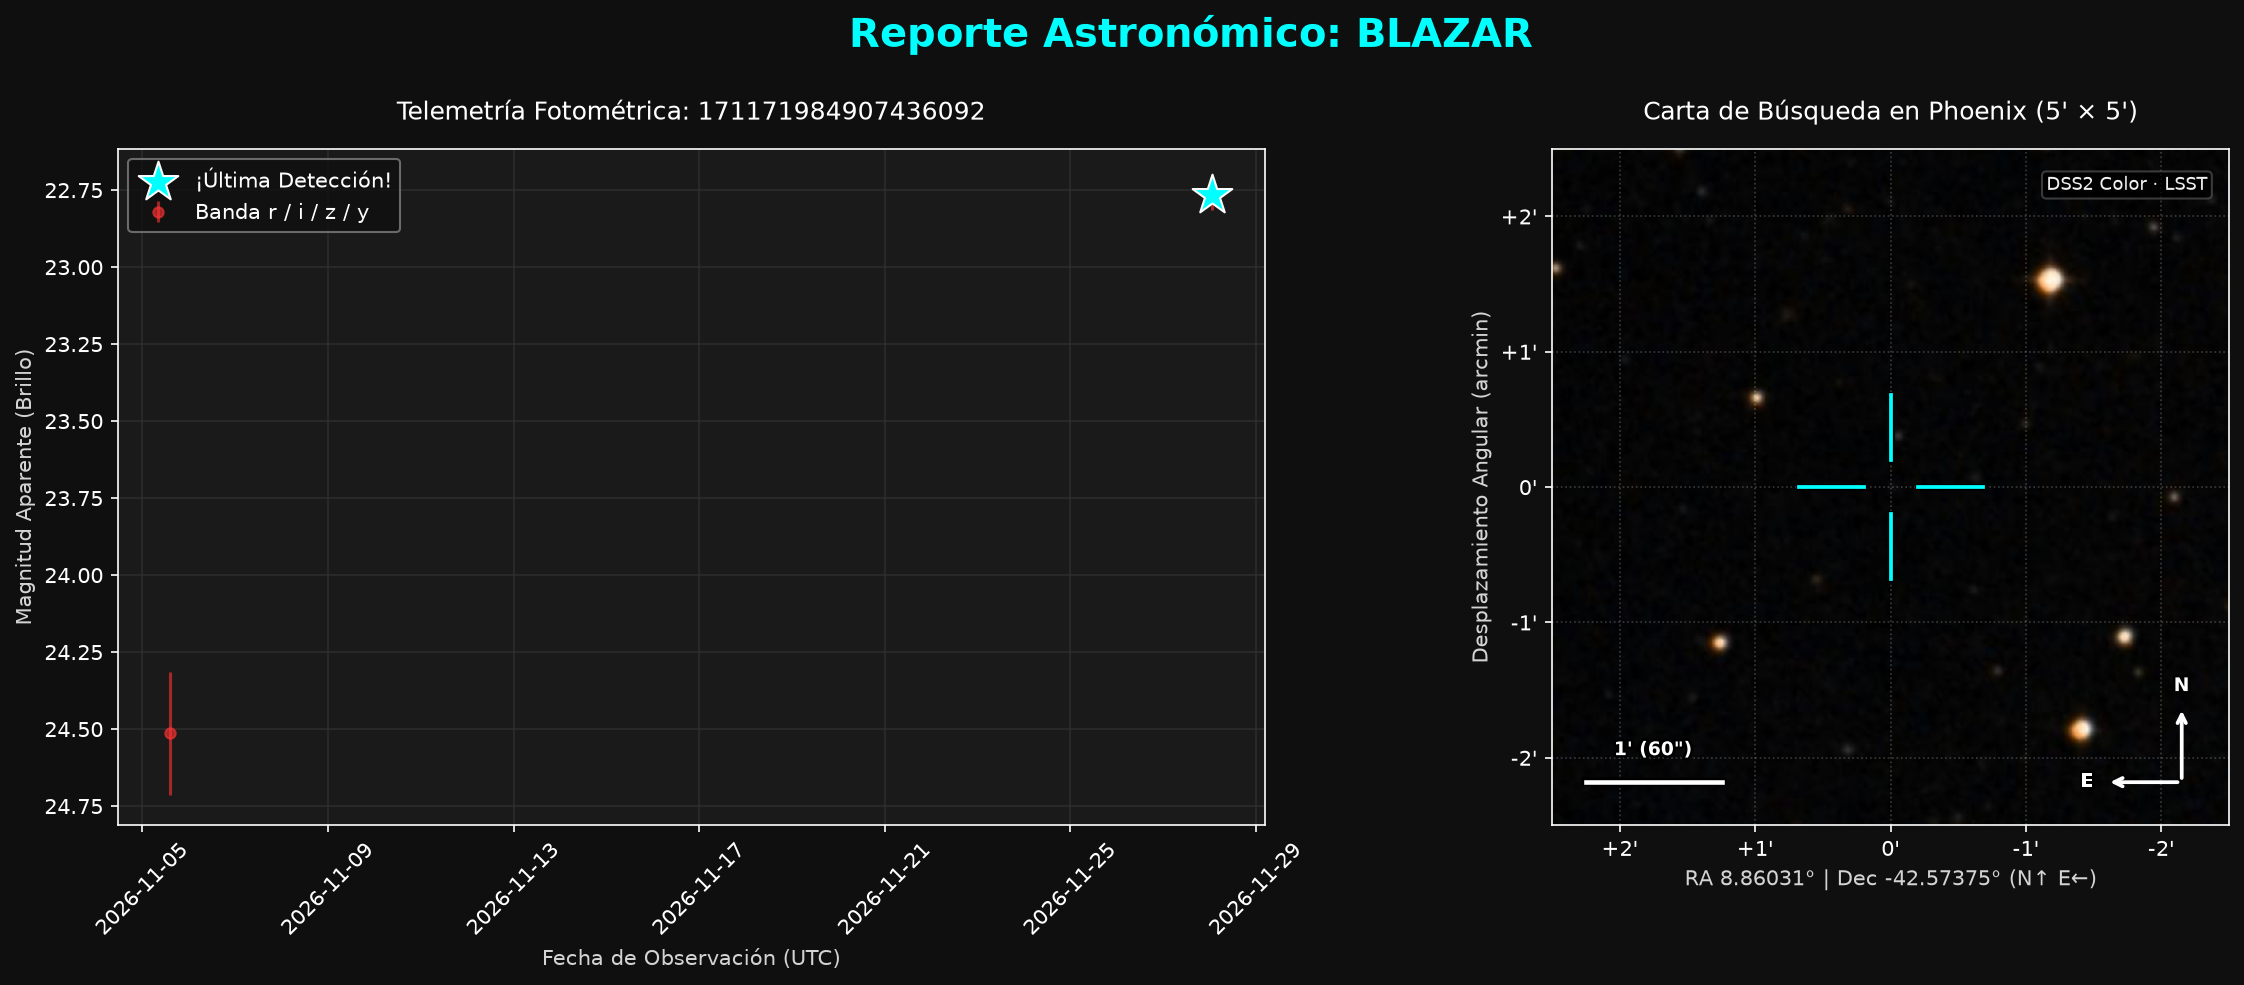 Reporte Astronómico: BLAZAR
Telemetría Fotométrica: 171171984907436092
¡Última Detección!
Banda r / i / z / y
Magnitud Aparente (Brillo)
22.75
23.00
23.25
23.50
23.75
24.00
24.25
24.50
24.75
2026-11-05
2026-11-09
2026-11-13
2026-11-17
2026-11-21
2026-11-25
2026-11-29
Fecha de Observación (UTC)
Carta de Búsqueda en Phoenix (5' × 5')
DSS2 Color · LSST
Desplazamiento Angular (arcmin)
+2'
+1'
0'
-1'
-2'
N
E
1' (60")
+2'
+1'
0'
-1'
-2'
RA 8.86031° | Dec -42.57375° (N↑ E←)